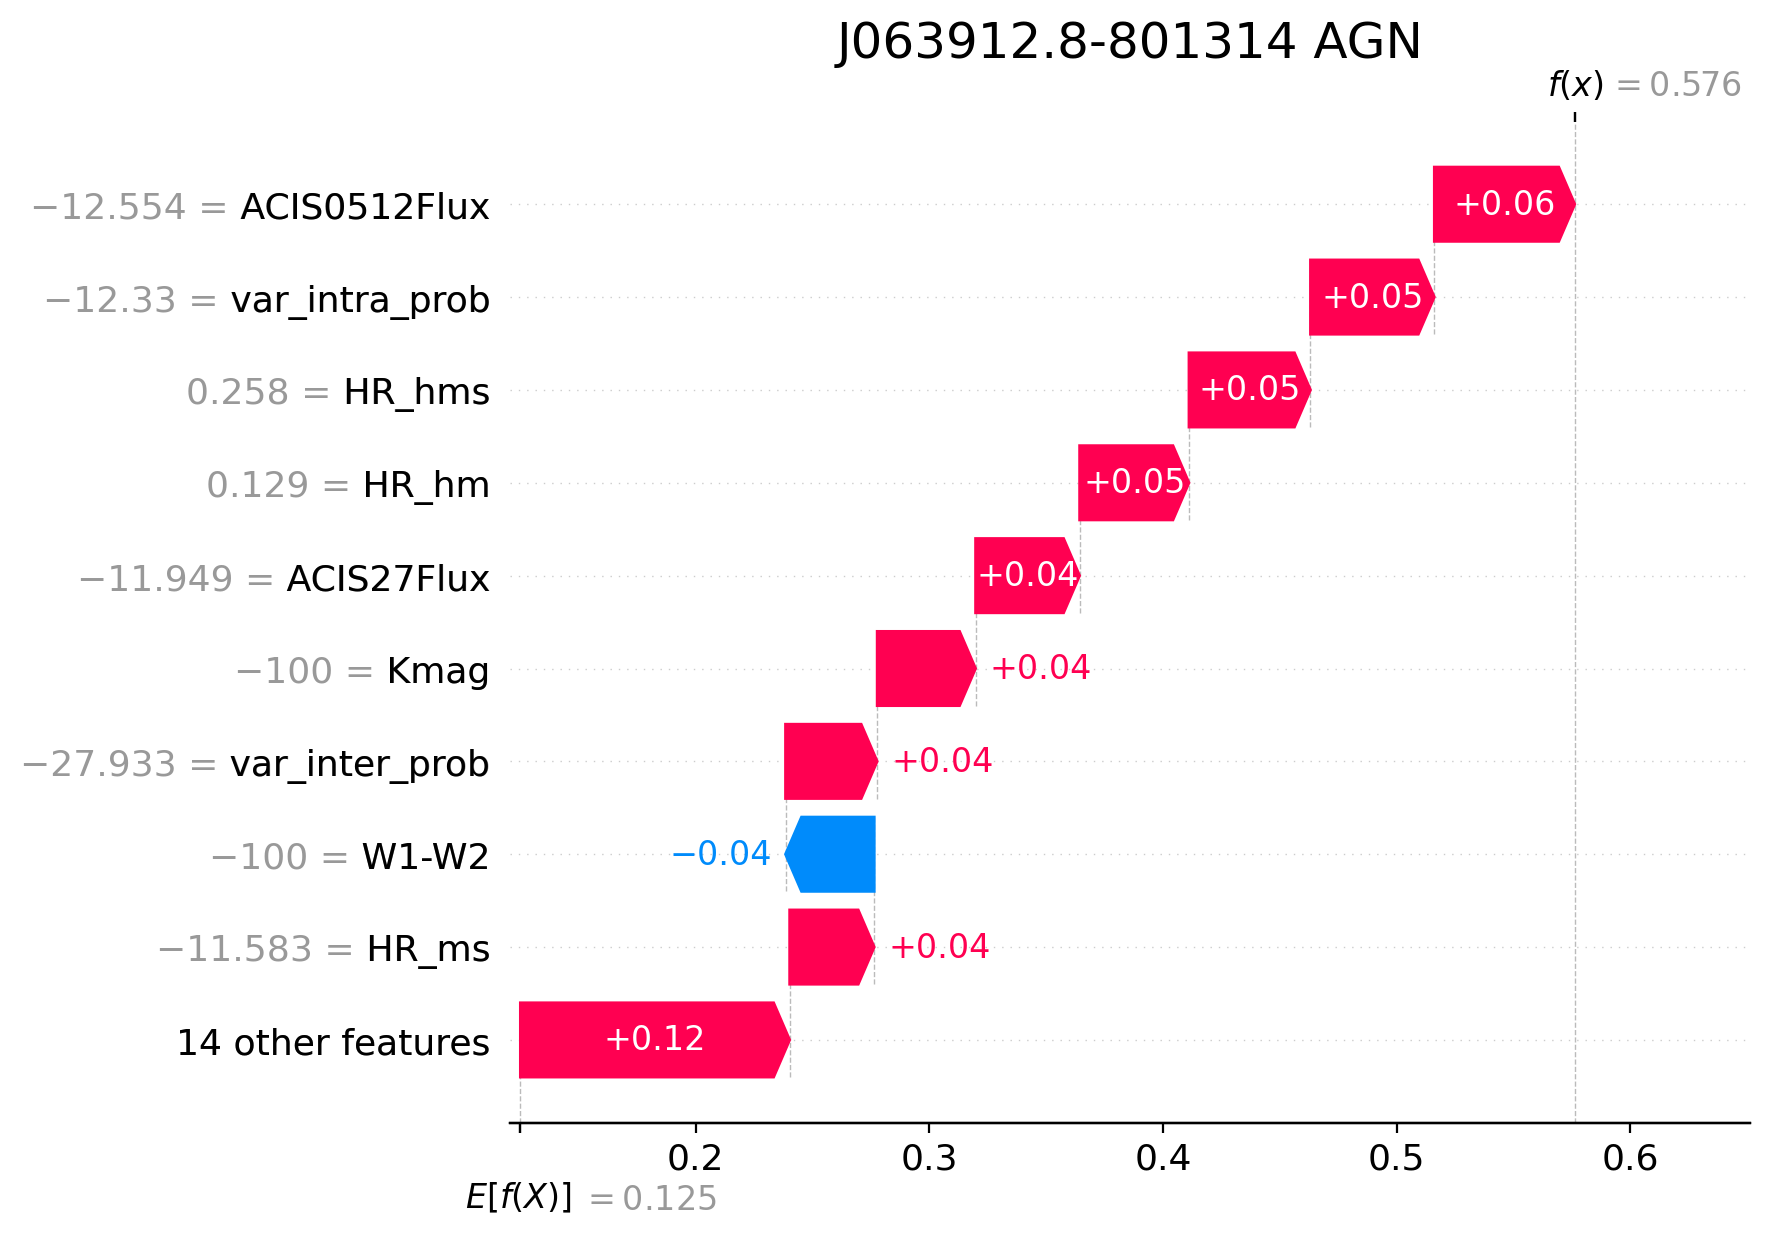 J063912.8-801314 AGN
f(x) = 0.576
−12.554 = ACIS0512Flux +0.06
−12.33 = var_intra_prob +0.05
0.258 = HR_hms +0.05
0.129 = HR_hm +0.05
−11.949 = ACIS27Flux +0.04
−100 = Kmag +0.04
−27.933 = var_inter_prob +0.04
−100 = W1-W2 −0.04
−11.583 = HR_ms +0.04
14 other features +0.12
0.2 0.3 0.4 0.5 0.6
E[f(X)] = 0.125